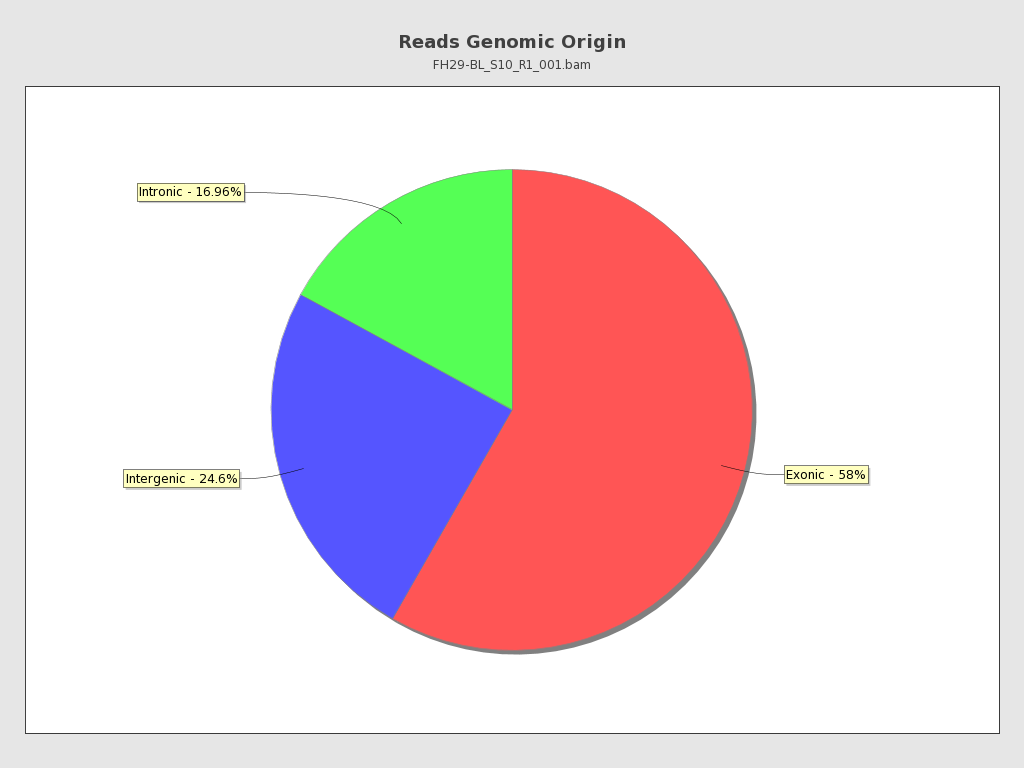 Reads Genomic Origin
FH29-BL_S10_R1_001.bam
Intronic - 16.96%
Exonic - 58%
Intergenic - 24.6%